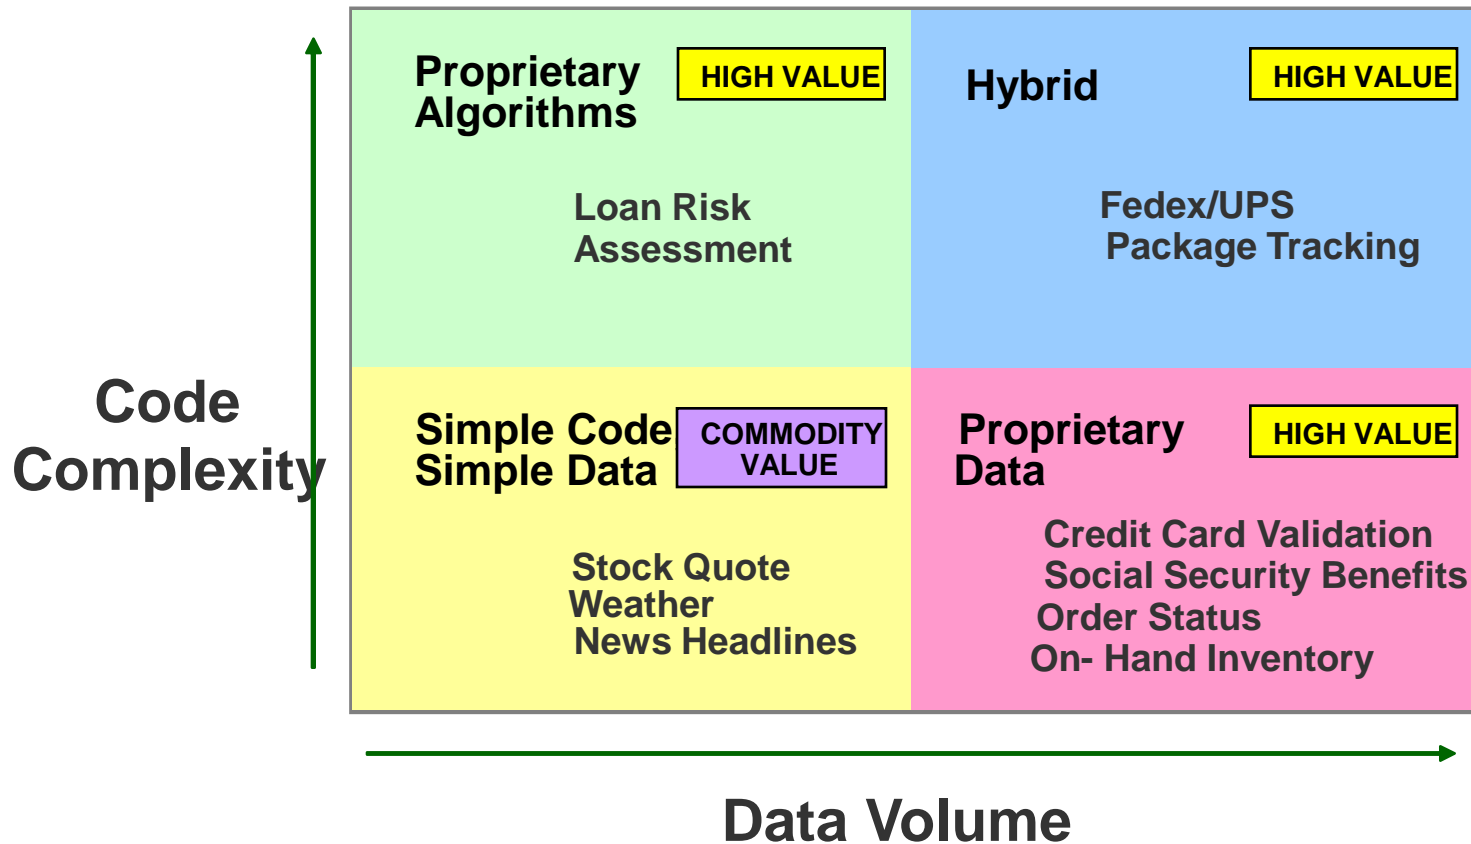 Proprietary
Algorithms
HIGH VALUE
Loan Risk
Assessment
Hybrid
HIGH VALUE
Fedex/UPS
Package Tracking
Code
Complexity
Simple Code,
Simple Data
COMMODITY
VALUE
Stock Quote
Weather
News Headlines
Proprietary
Data
HIGH VALUE
Credit Card Validation
Social Security Benefits
Order Status
On- Hand Inventory
Data Volume